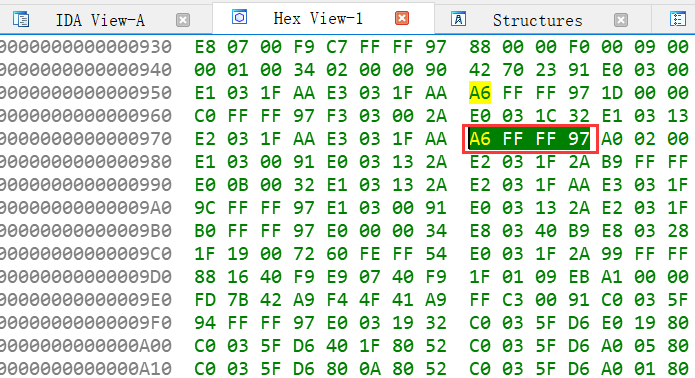 IDA View-A Hex View-1 Structures
0000000000000930 E8 07 00 F9 C7 FF FF 97 88 00 00 F0 00 09 00
0000000000000940 00 01 00 34 02 00 00 90 42 70 23 91 E0 03 00
0000000000000950 E1 03 1F AA E3 03 1F AA A6 FF FF 97 1D 00 00
0000000000000960 C0 FF FF 97 F3 03 00 2A E0 03 1C 32 E1 03 13
0000000000000970 E2 03 1F AA E3 03 1F AA A6 FF FF 97 A0 02 00
0000000000000980 E1 03 00 91 E0 03 13 2A E2 03 1F 2A B9 FF FF
0000000000000990 E0 0B 00 32 E1 03 13 2A E2 03 1F AA E3 03 1F
00000000000009A0 9C FF FF 97 E1 03 00 91 E0 03 13 2A E2 03 1F
00000000000009B0 B0 FF FF 97 E0 00 00 34 E8 03 40 B9 E8 03 28
00000000000009C0 1F 19 00 72 60 FE FF 54 E0 03 1F 2A 99 FF FF
00000000000009D0 88 16 40 F9 E9 07 40 F9 1F 01 09 EB A1 00 00
00000000000009E0 FD 7B 42 A9 F4 4F 41 A9 FF C3 00 91 C0 03 5F
00000000000009F0 94 FF FF 97 E0 03 19 32 C0 03 5F D6 E0 19 80
0000000000000A00 C0 03 5F D6 40 1F 80 52 C0 03 5F D6 A0 05 80
0000000000000A10 C0 03 5F D6 80 0A 80 52 C0 03 5F D6 A0 01 80